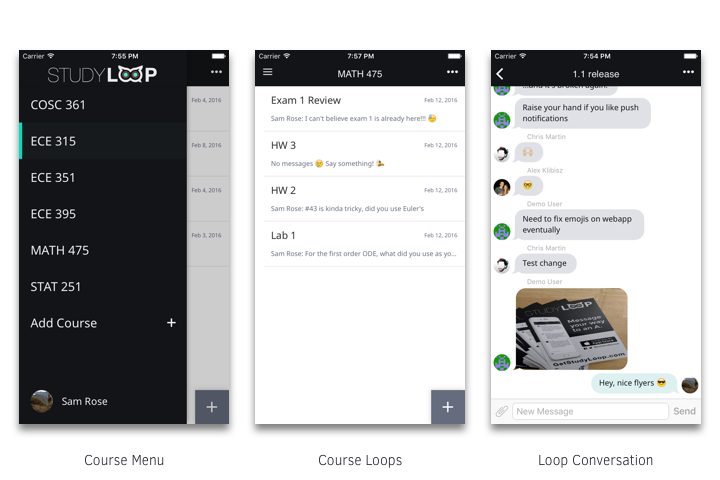 Carrier 7:55 PM
STUDYLOOP
COSC 361
Feb 4, 2016
ECE 315
Feb 8, 2016
ECE 351
Feb 4, 2016
ECE 395
Feb 3, 2016
MATH 475
STAT 251
Add Course +
Sam Rose
+
Course Menu
Carrier 7:57 PM
MATH 475
Exam 1 Review Feb 12, 2016
Sam Rose: I can't believe exam 1 is already here!!! 😓
HW 3 Feb 12, 2016
No messages 😢 Say something! 🙋
HW 2 Feb 12, 2016
Sam Rose: #43 is kinda tricky, did you use Euler's
Lab 1 Feb 12, 2016
Sam Rose: For the first order ODE, what did you use as yo...
+
Course Loops
Carrier 7:54 PM
1.1 release
...and it's broken again.
Raise your hand if you like push
notifications
Chris Martin
🙌
Alex Klibisz
🤓
Demo User
Need to fix emojis on webapp
eventually
Chris Martin
Test change
Demo User
Message
your way
to an A.
GetStudyLoop.com
Hey, nice flyers 😎
New Message Send
Loop Conversation